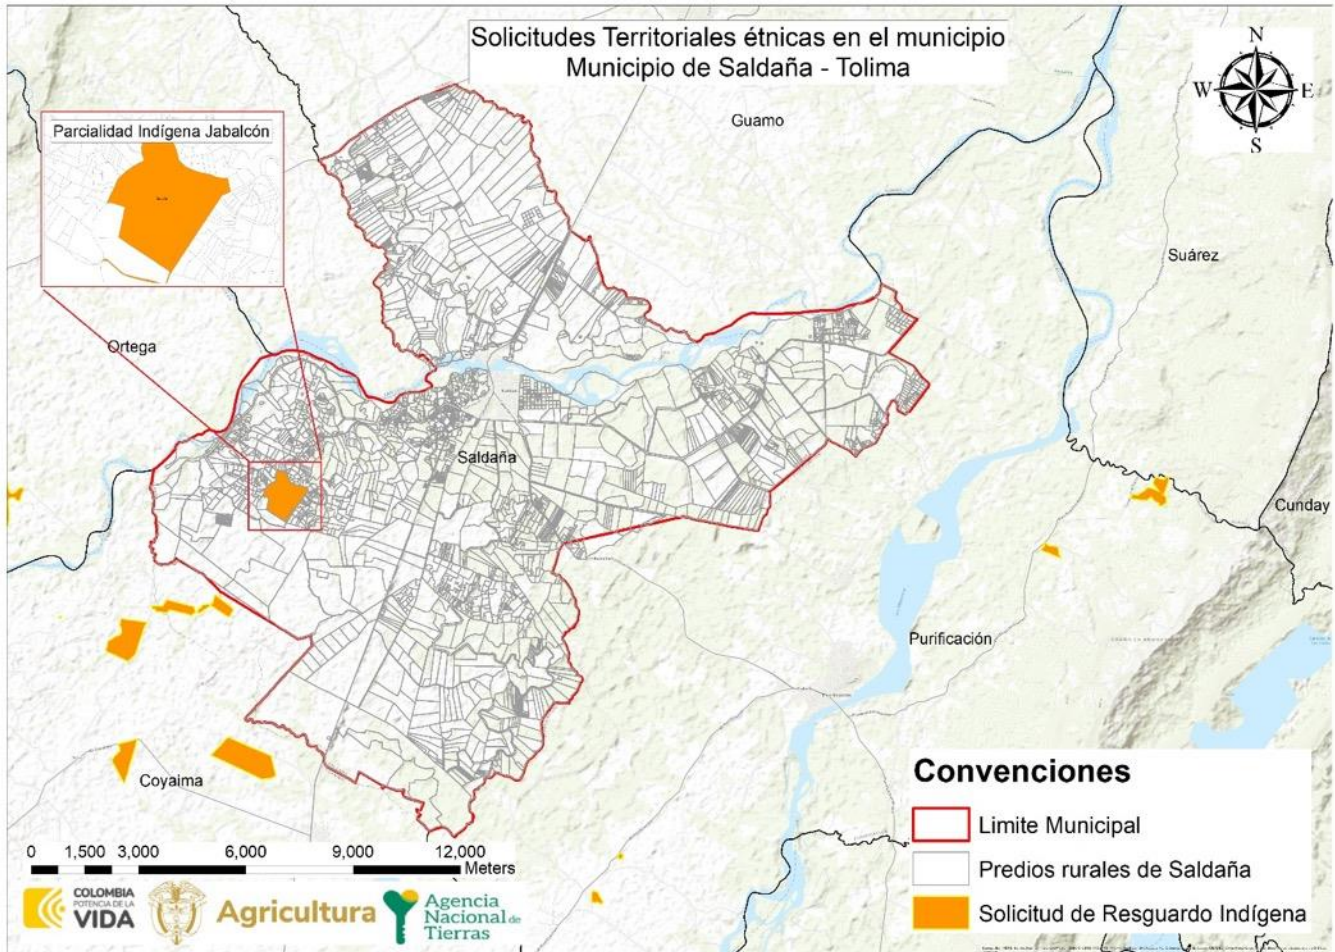 Solicitudes Territoriales étnicas en el municipio
Municipio de Saldaña - Tolima
N
W
E
S
Parcialidad Indígena Jabalcón
Guamo
Suárez
Ortega
Saldaña
Cunday
Purificación
Coyaima
Convenciones
Limite Municipal
Predios rurales de Saldaña
Solicitud de Resguardo Indígena
0 1,500 3,000 6,000 9,000 12,000
Meters
COLOMBIA
POTENCIA DE LA
VIDA
Agricultura
Agencia
Nacional de
Tierras